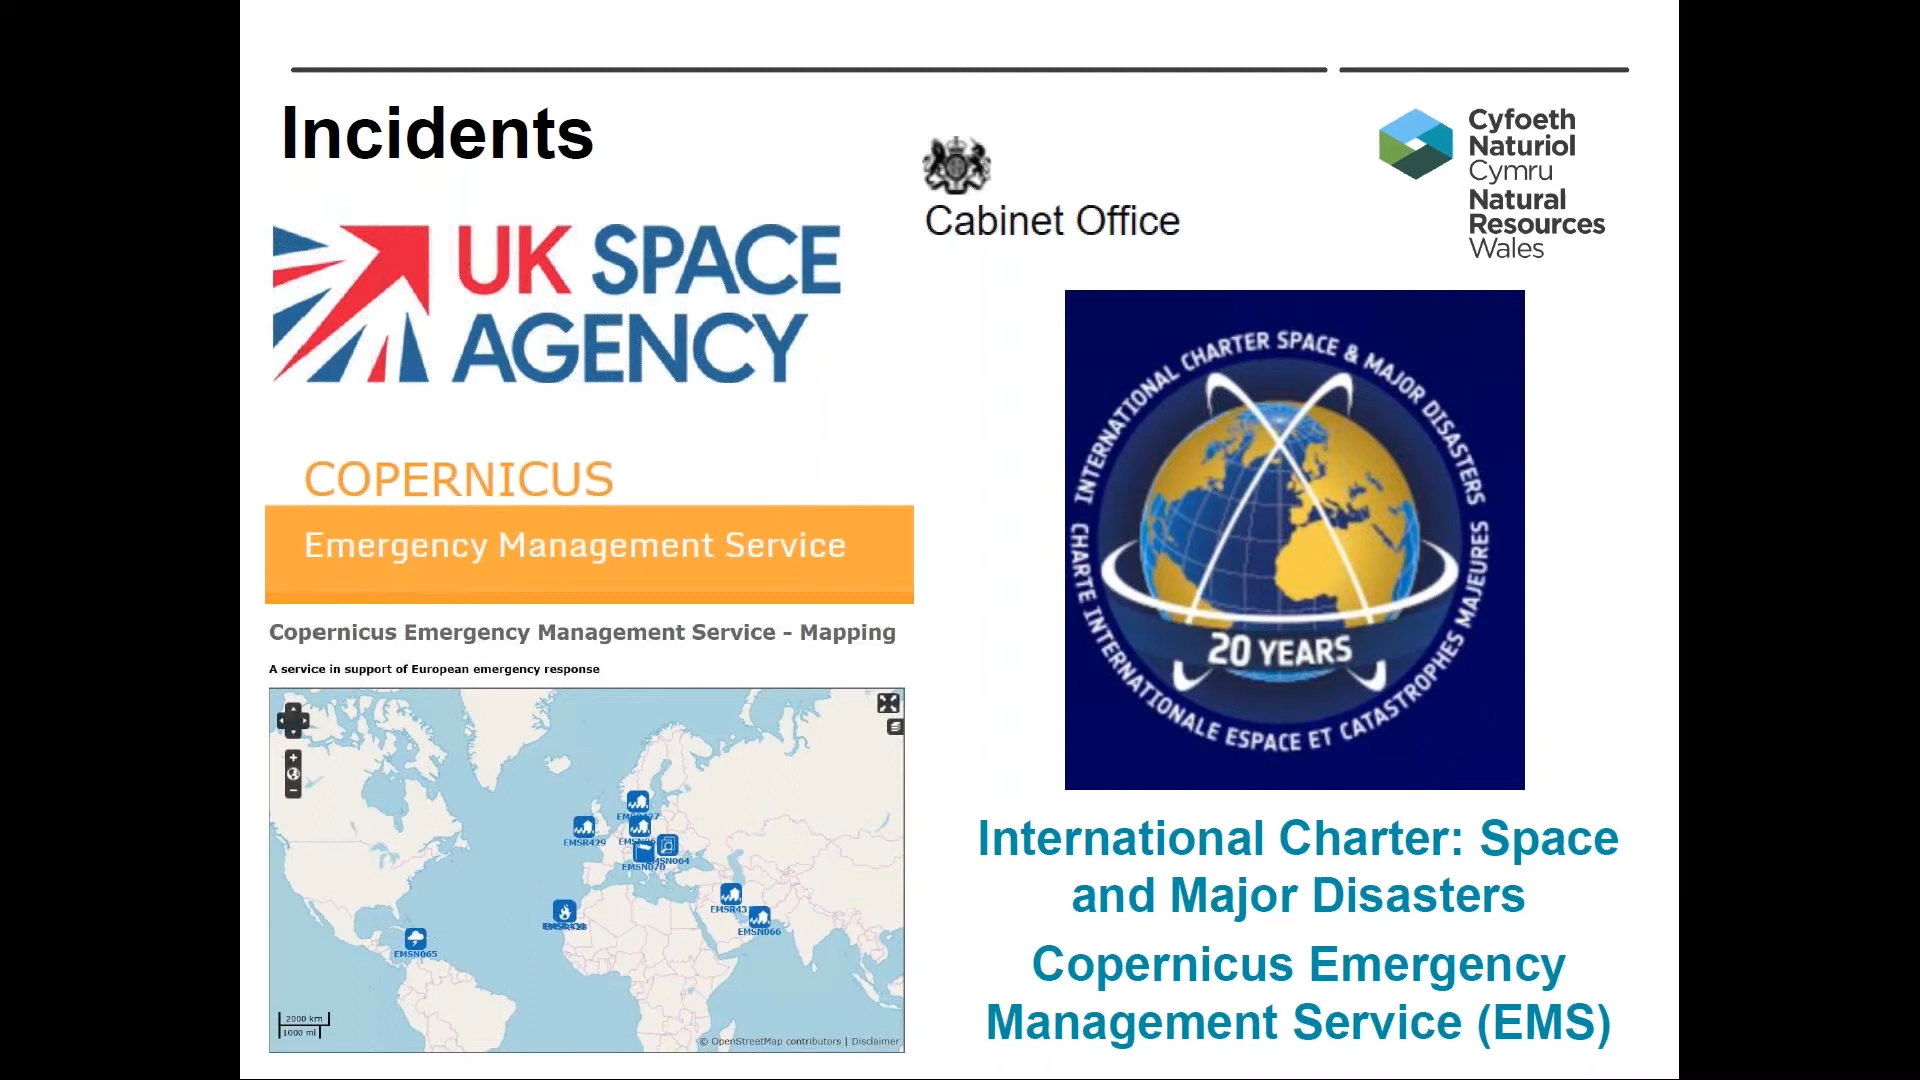 Incidents
Cabinet Office
Cyfoeth
Naturiol
Cymru
Natural
Resources
Wales
UK SPACE
AGENCY
COPERNICUS
Emergency Management Service
Copernicus Emergency Management Service - Mapping
A service in support of European emergency response
EMSR429
EMSN064
EMSN070
EMSN066
EMSN065
2000 km
1000 mi
© OpenStreetMap contributors | Disclaimer
INTERNATIONAL CHARTER SPACE & MAJOR DISASTERS
CHARTE INTERNATIONALE ESPACE ET CATASTROPHES MAJEURES
20 YEARS
International Charter: Space
and Major Disasters
Copernicus Emergency
Management Service (EMS)